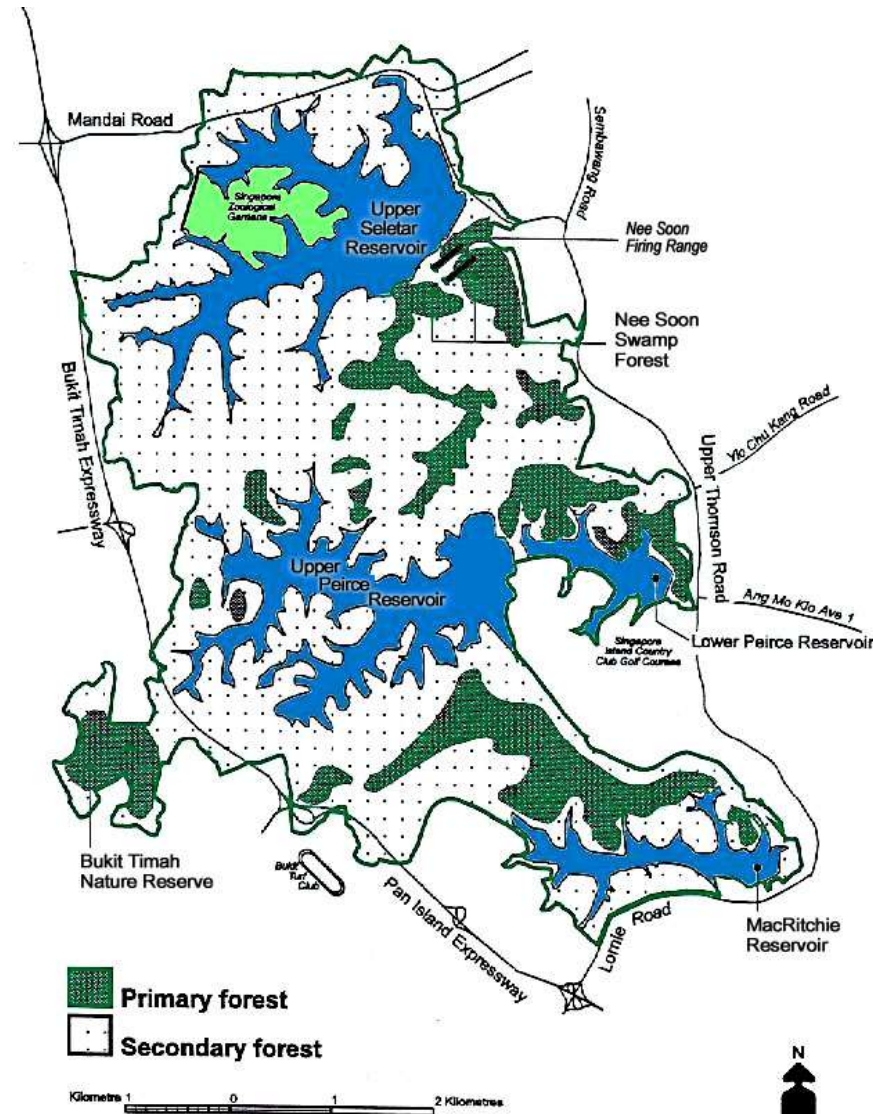 Mandai Road
Sembawang Road
Singapore
Zoological
Gardens
Upper
Seletar
Reservoir
Nee Soon
Firing Range
Nee Soon
Swamp
Forest
Bukit Timah Expressway
Yio Chu Kang Road
Upper Thomson Road
Upper
Peirce
Reservoir
Ang Mo Kio Ave 1
Lower Peirce Reservoir
Singapore
Island Country
Club Golf Courses
Bukit Timah
Nature Reserve
Bukit
Turf
Club
Pan Island Expressway
Lornie Road
MacRitchie
Reservoir
Primary forest
Secondary forest
N
Kilometre 1 0 1 2 Kilometres